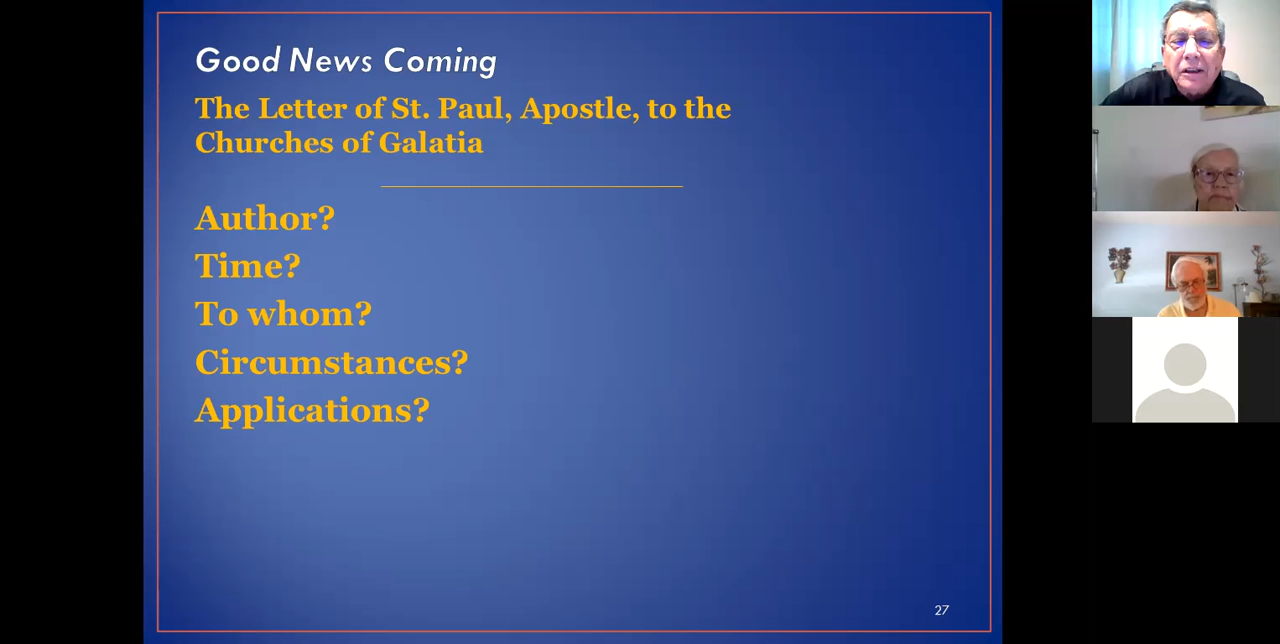 Good News Coming
The Letter of St. Paul, Apostle, to the
Churches of Galatia
Author?
Time?
To whom?
Circumstances?
Applications?
27